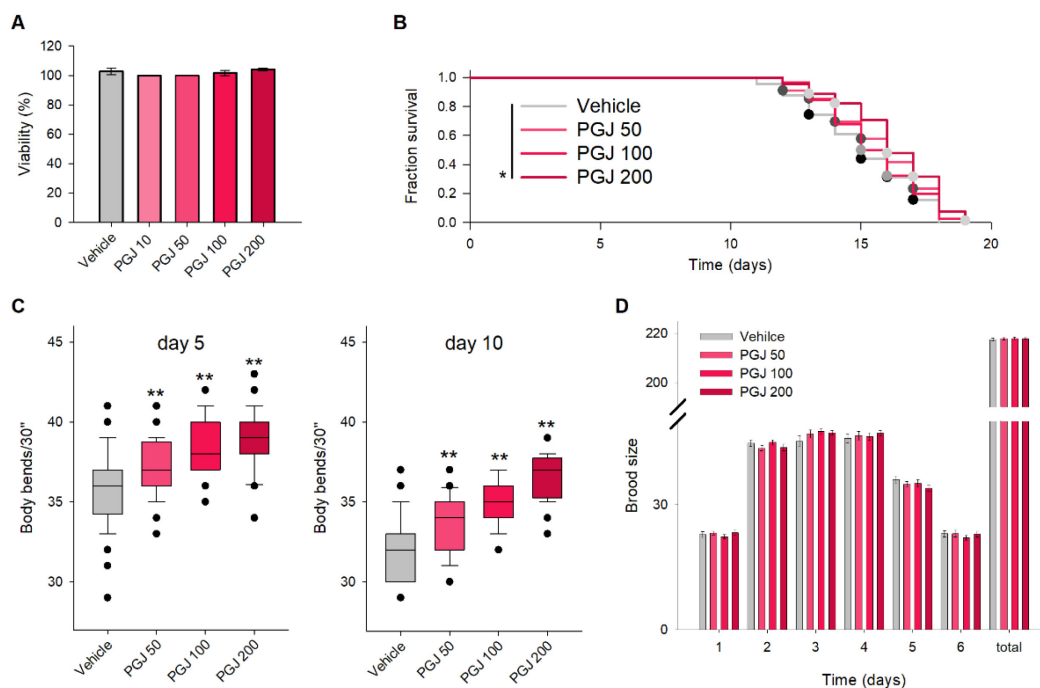 A
Viability (%)
120
100
80
60
40
20
0
Vehicle
PGJ 10
PGJ 50
PGJ 100
PGJ 200
B
Fraction survival
1.0
0.8
0.6
0.4
0.2
0.0
Vehicle
PGJ 50
PGJ 100
* PGJ 200
0 5 10 15 20
Time (days)
C
day 5
Body bends/30"
45
40
35
30
** ** **
Vehicle
PGJ 50
PGJ 100
PGJ 200
day 10
Body bends/30"
45
40
35
30
** ** **
Vehicle
PGJ 50
PGJ 100
PGJ 200
D
Brood size
220
200
30
0
Vehilce
PGJ 50
PGJ 100
PGJ 200
1 2 3 4 5 6 total
Time (days)